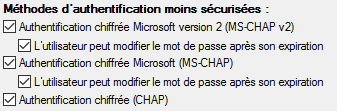 Méthodes d'authentification moins sécurisées :
Authentification chiffrée Microsoft version 2 (MS-CHAP v2)
L'utilisateur peut modifier le mot de passe après son expiration
Authentification chiffrée Microsoft (MS-CHAP)
L'utilisateur peut modifier le mot de passe après son expiration
Authentification chiffrée (CHAP)